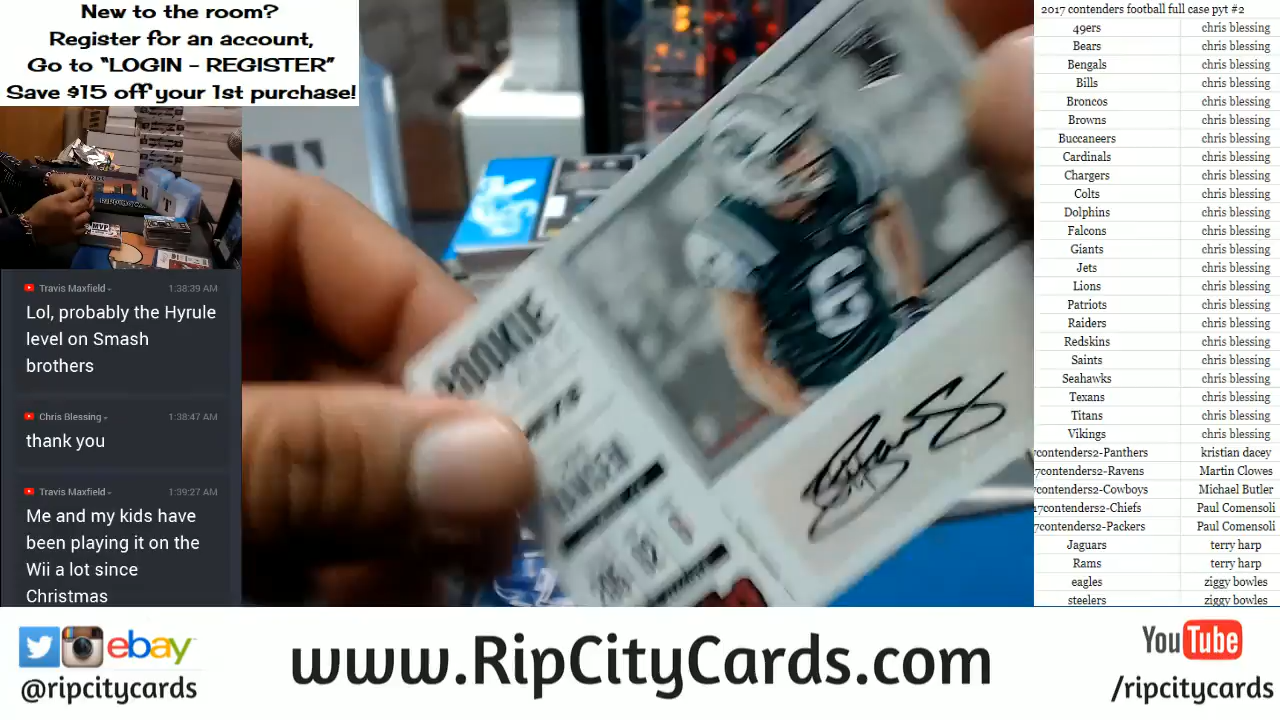 New to the room?
Register for an account,
Go to “LOGIN - REGISTER”
Save $15 off your 1st purchase!
Travis Maxfield
1:38:39 AM
Lol, probably the Hyrule
level on Smash
brothers
Chris Blessing
1:38:47 AM
thank you
Travis Maxfield
1:39:27 AM
Me and my kids have
been playing it on the
Wii a lot since
Christmas
ROOKIE
6
2017 contenders football full case pyt #2
49ers chris blessing
Bears chris blessing
Bengals chris blessing
Bills chris blessing
Broncos chris blessing
Browns chris blessing
Buccaneers chris blessing
Cardinals chris blessing
Chargers chris blessing
Colts chris blessing
Dolphins chris blessing
Falcons chris blessing
Giants chris blessing
Jets chris blessing
Lions chris blessing
Patriots chris blessing
Raiders chris blessing
Redskins chris blessing
Saints chris blessing
Seahawks chris blessing
Texans chris blessing
Titans chris blessing
Vikings chris blessing
7contenders2-Panthers kristian dacey
7contenders2-Ravens Martin Clowes
7contenders2-Cowboys Michael Butler
17contenders2-Chiefs Paul Comensoli
7contenders2-Packers Paul Comensoli
Jaguars terry harp
Rams terry harp
eagles ziggy bowles
steelers ziggy bowles
ebay
@ripcitycards
www.RipCityCards.com
YouTube
/ripcitycards